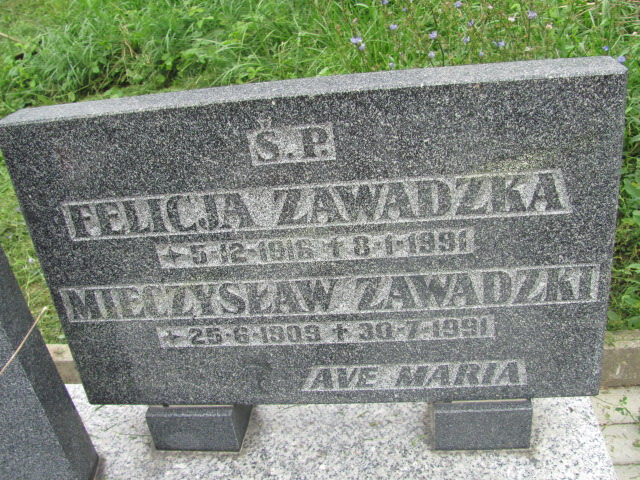 Ś.P.
FELICJA ZAWADZKA
+ 5-12-1916 + 8-1-1991
MIECZYSŁAW ZAWADZKI
+ 25-6-1909 + 30-7-1991
AVE MARIA